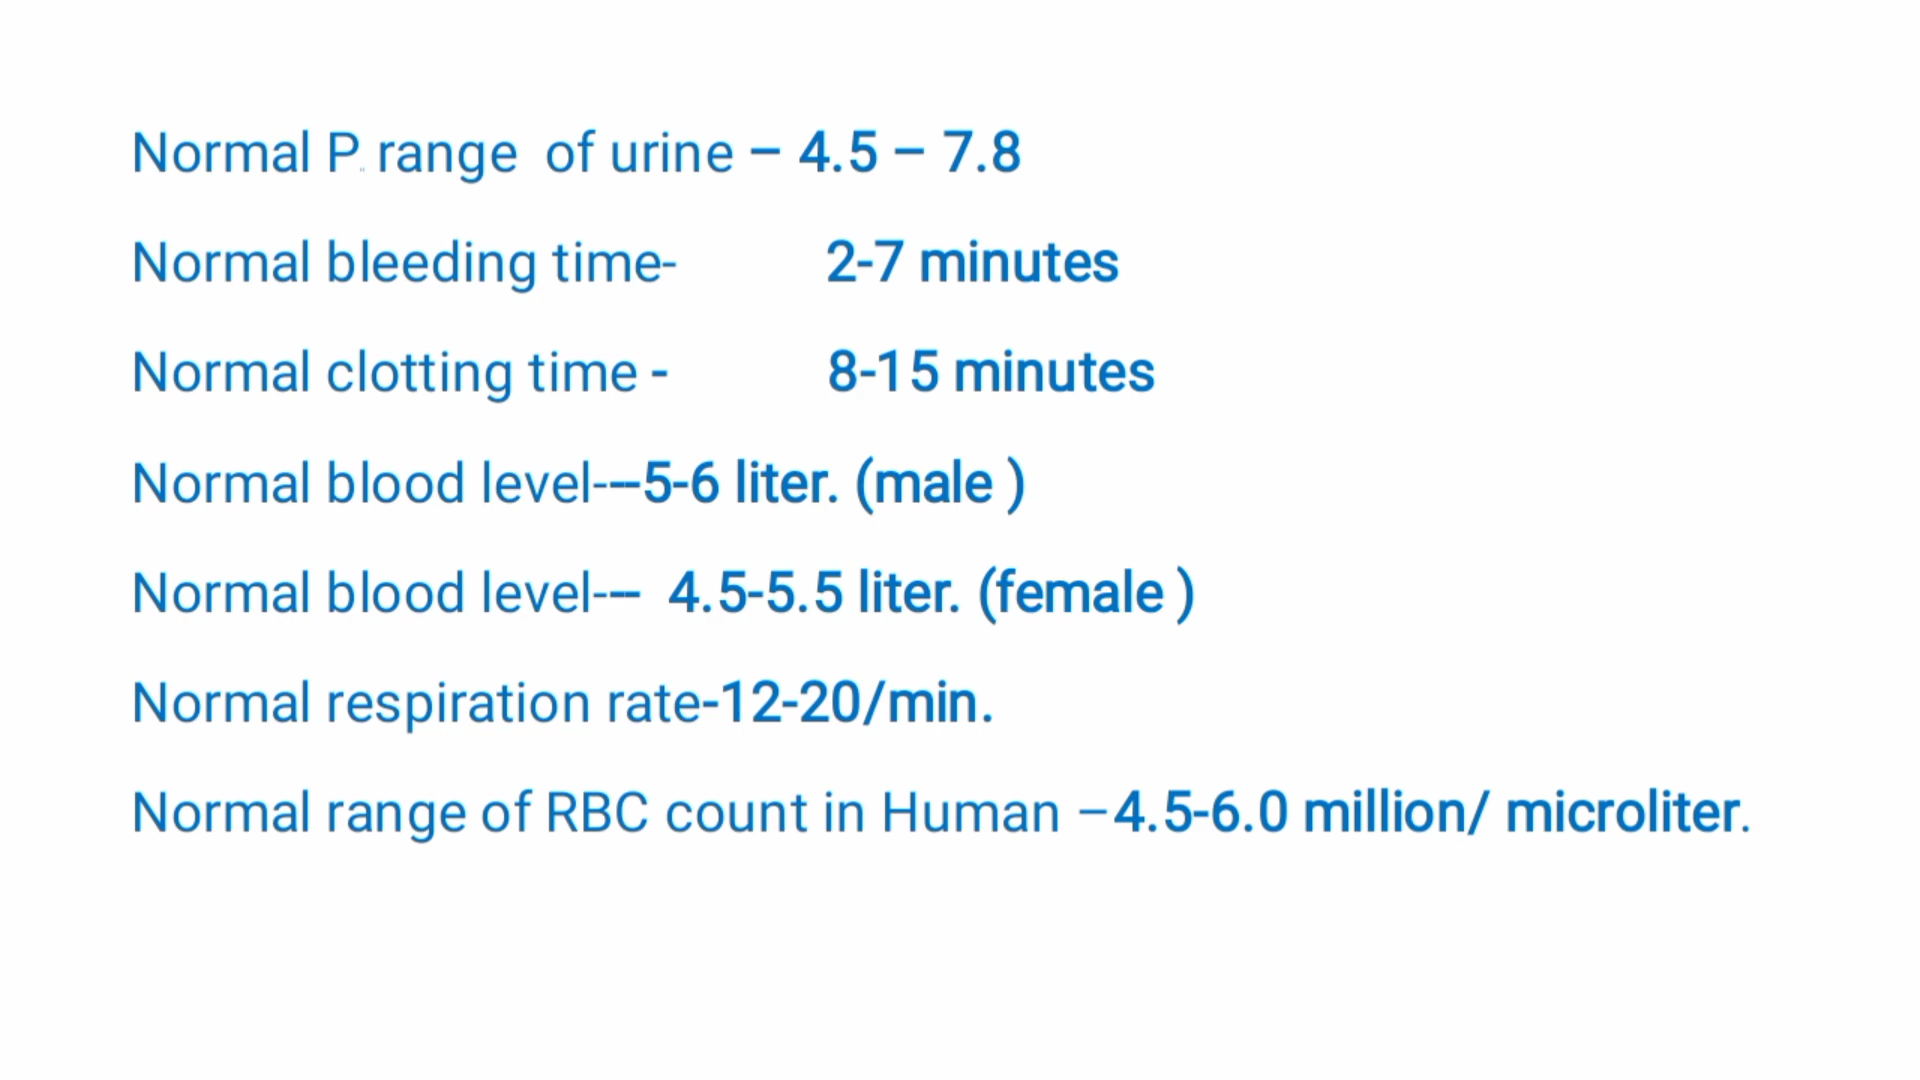 Normal P range of urine – 4.5 – 7.8
Normal bleeding time- 2-7 minutes
Normal clotting time - 8-15 minutes
Normal blood level-–-5-6 liter. (male )
Normal blood level-–- 4.5-5.5 liter. (female )
Normal respiration rate-12-20/min.
Normal range of RBC count in Human –4.5-6.0 million/ microliter.